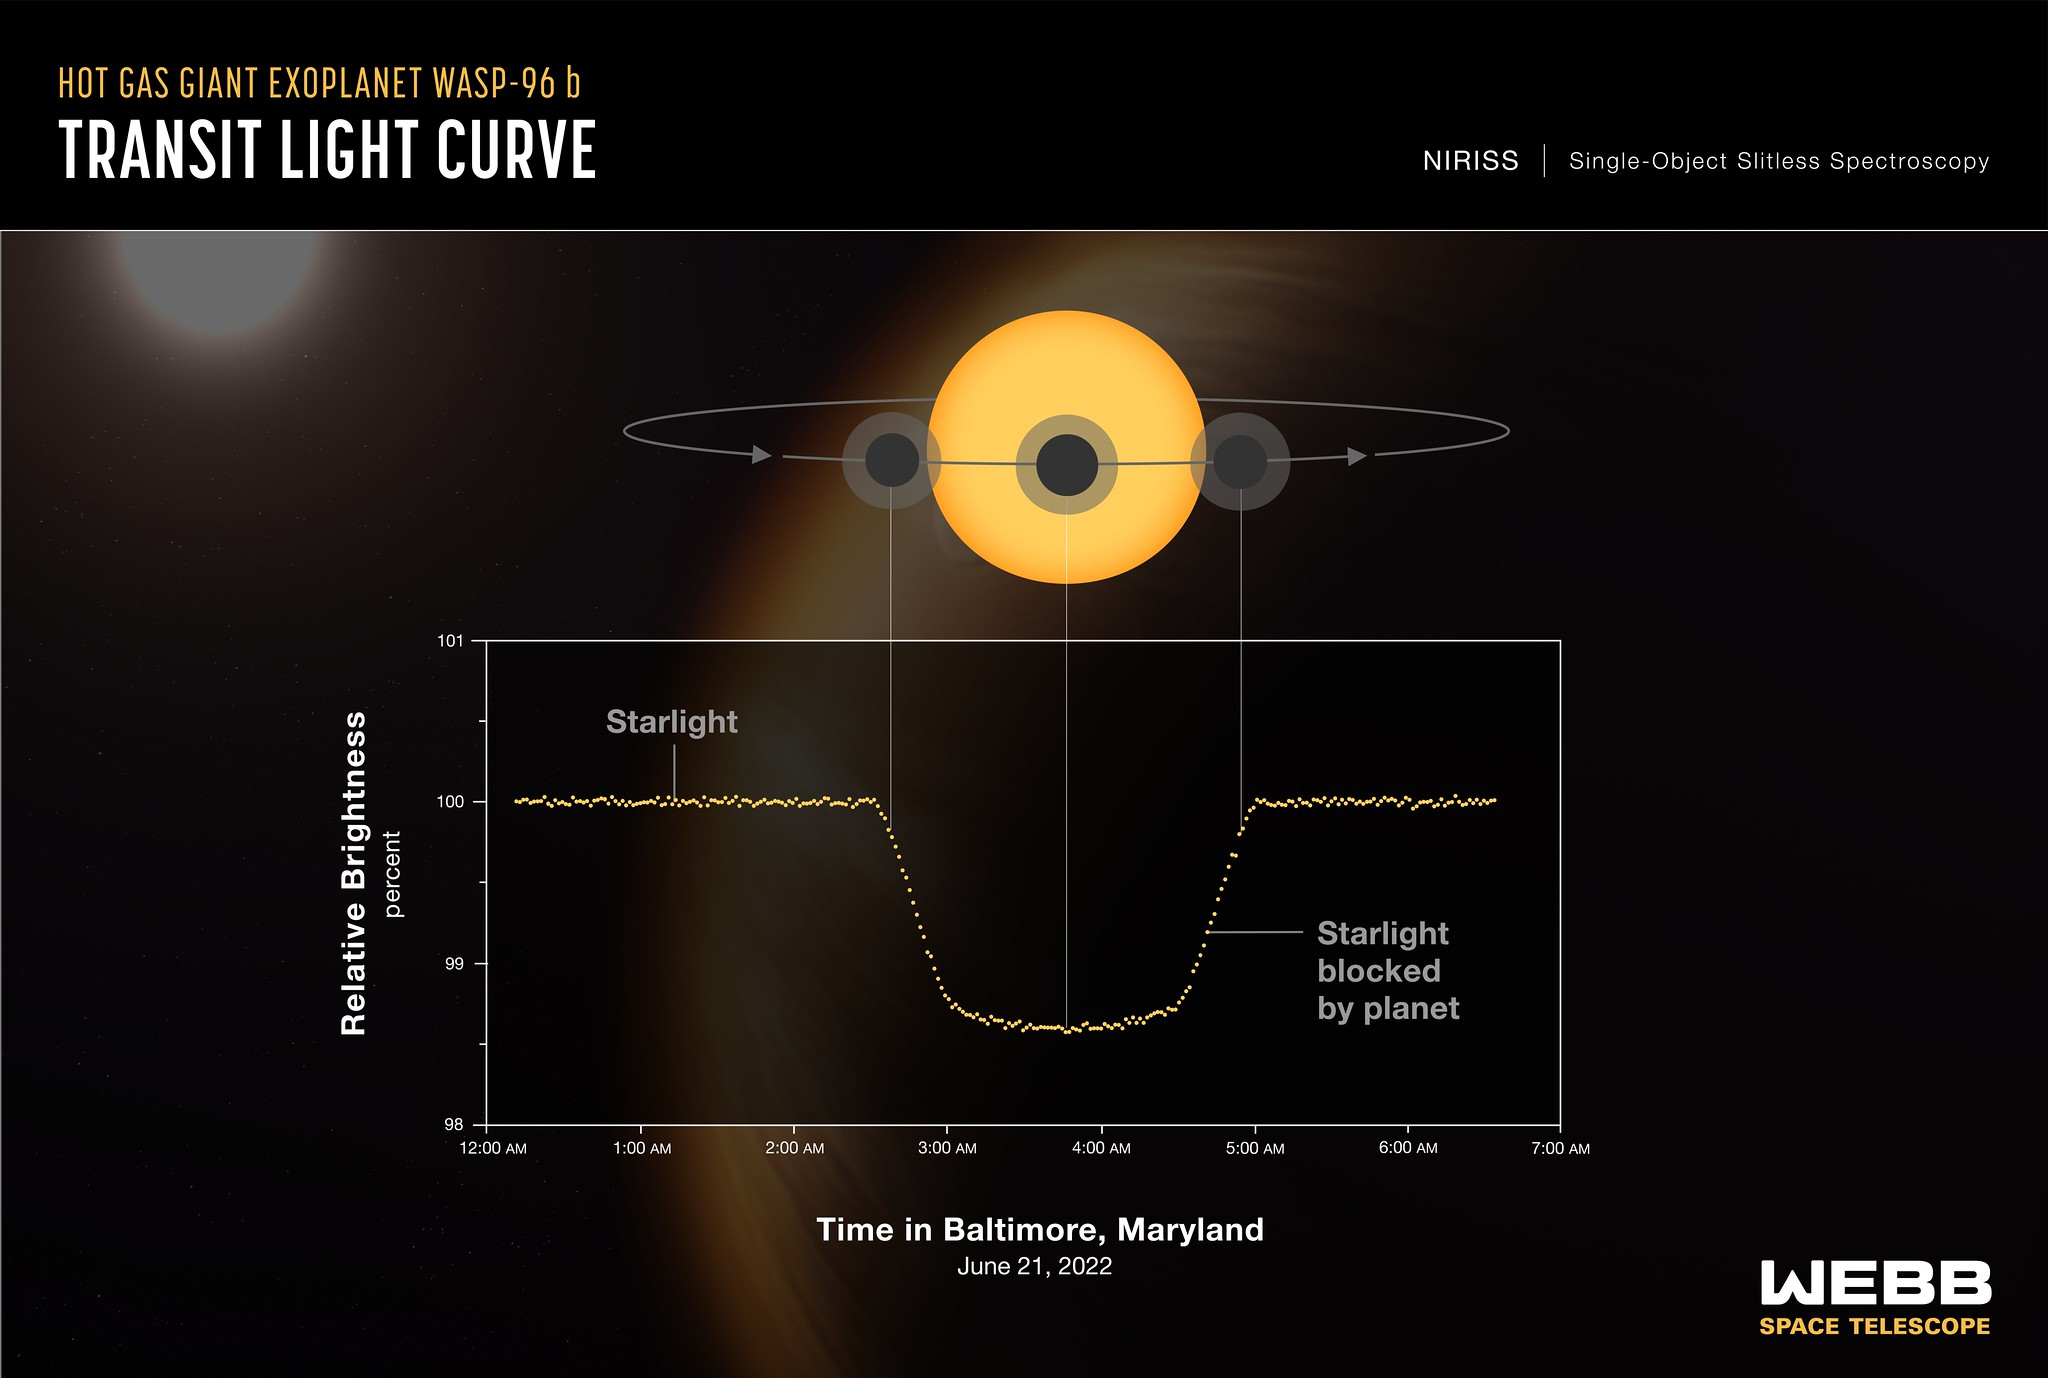 HOT GAS GIANT EXOPLANET WASP-96 b
TRANSIT LIGHT CURVE
NIRISS | Single-Object Slitless Spectroscopy
101
100
99
98
Relative Brightness
percent
Starlight
Starlight
blocked
by planet
12:00 AM 1:00 AM 2:00 AM 3:00 AM 4:00 AM 5:00 AM 6:00 AM 7:00 AM
Time in Baltimore, Maryland
June 21, 2022
WEBB
SPACE TELESCOPE